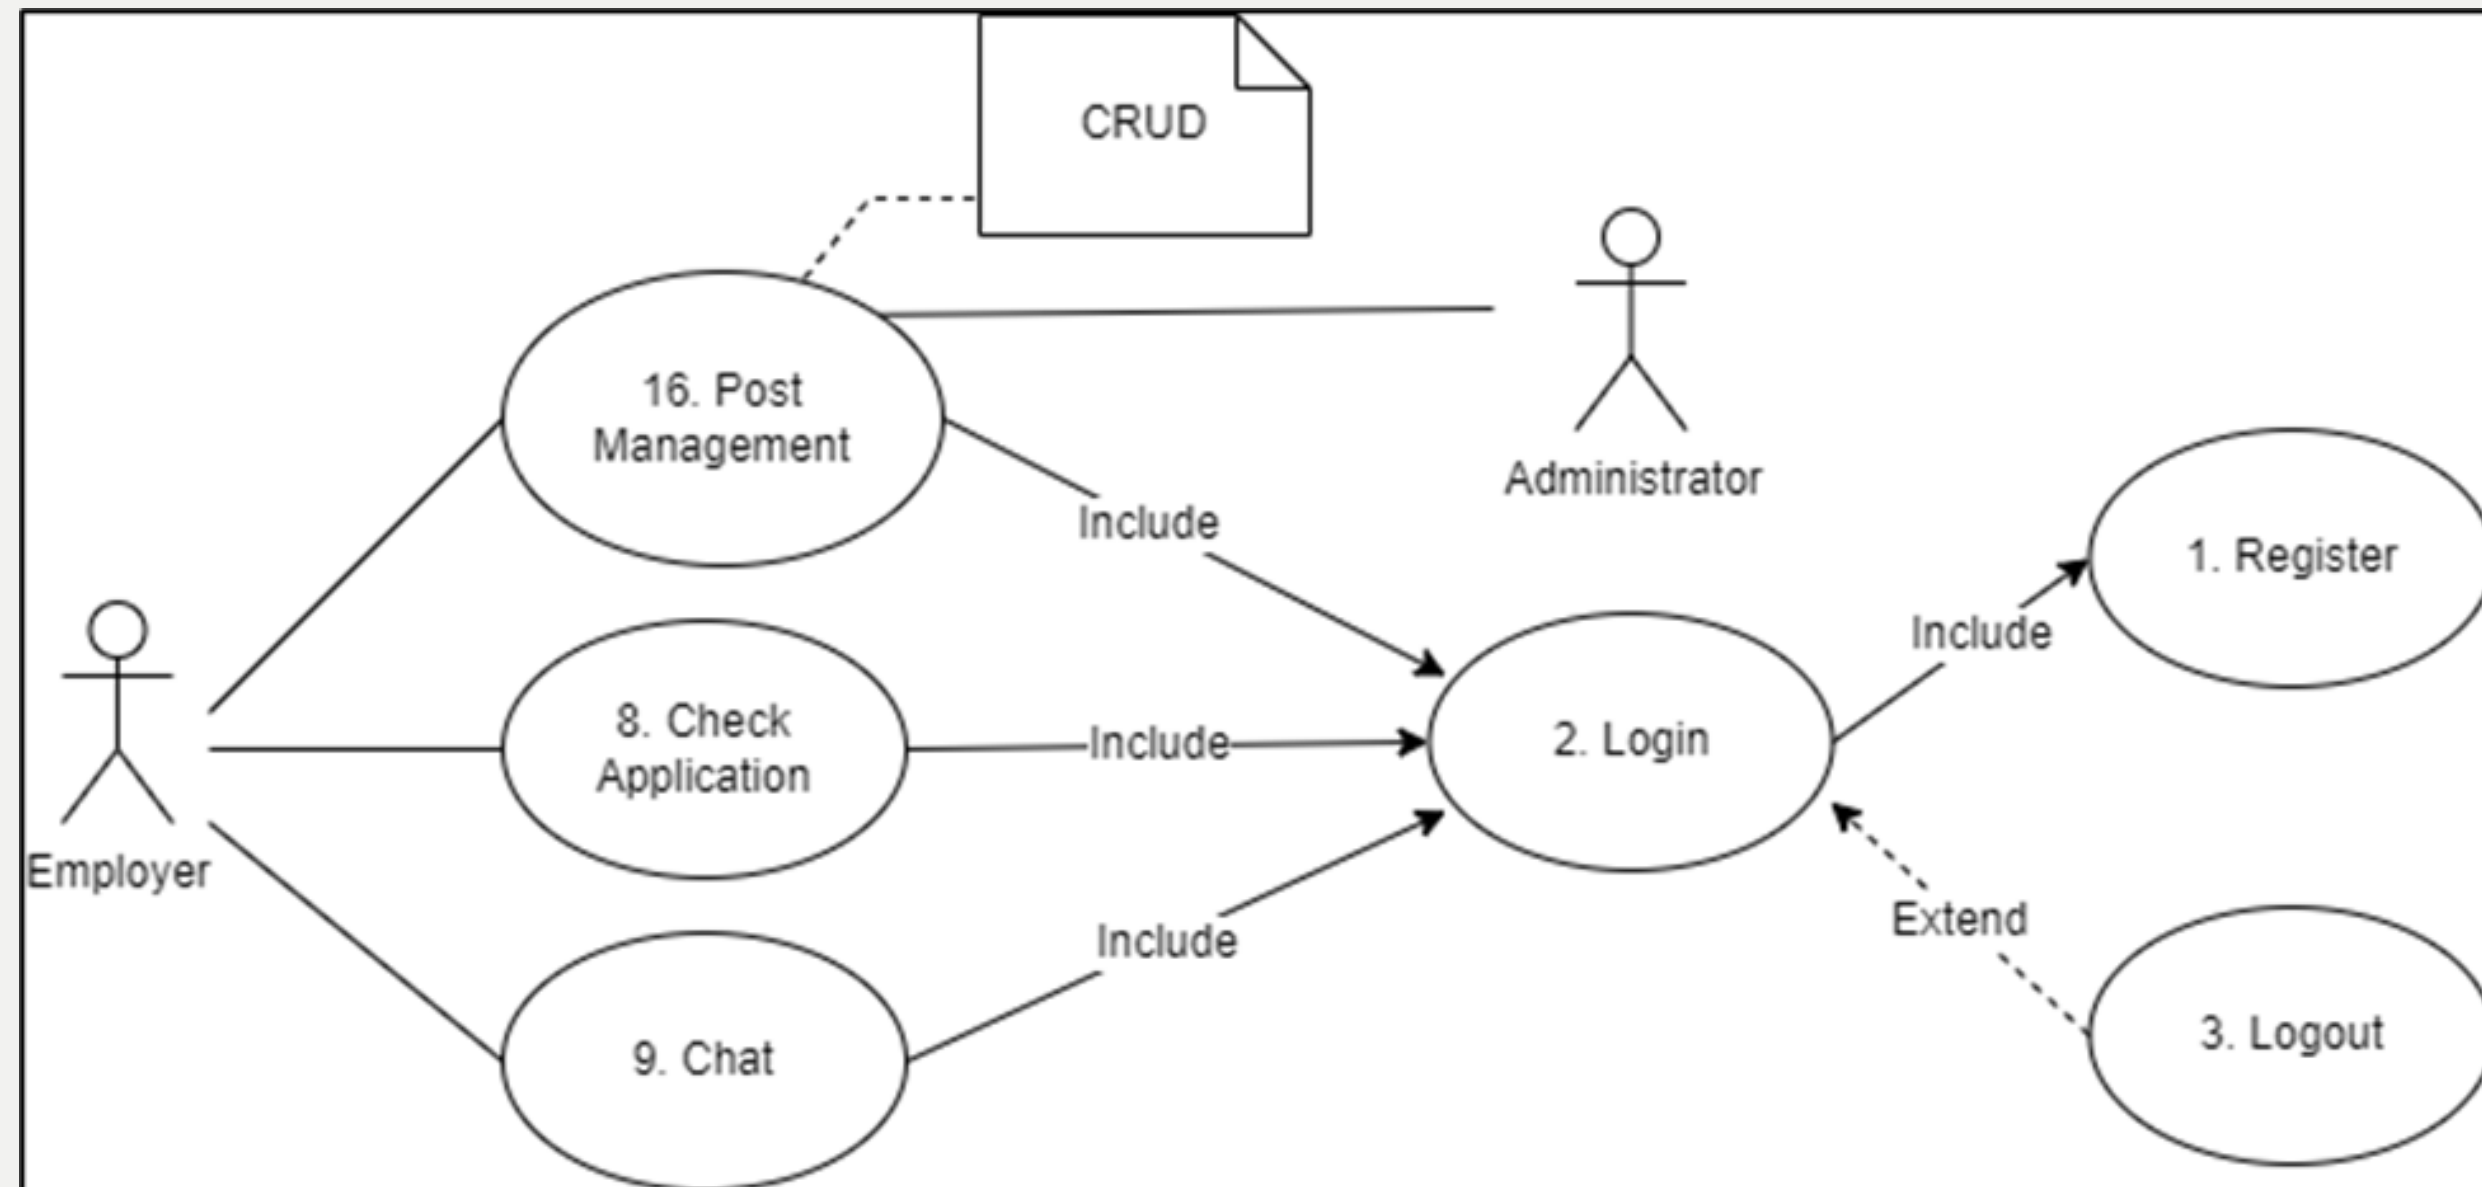 CRUD
16. Post
Management
Administrator
Include
1. Register
Include
8. Check
Application
Include
2. Login
Employer
Extend
Include
9. Chat
3. Logout